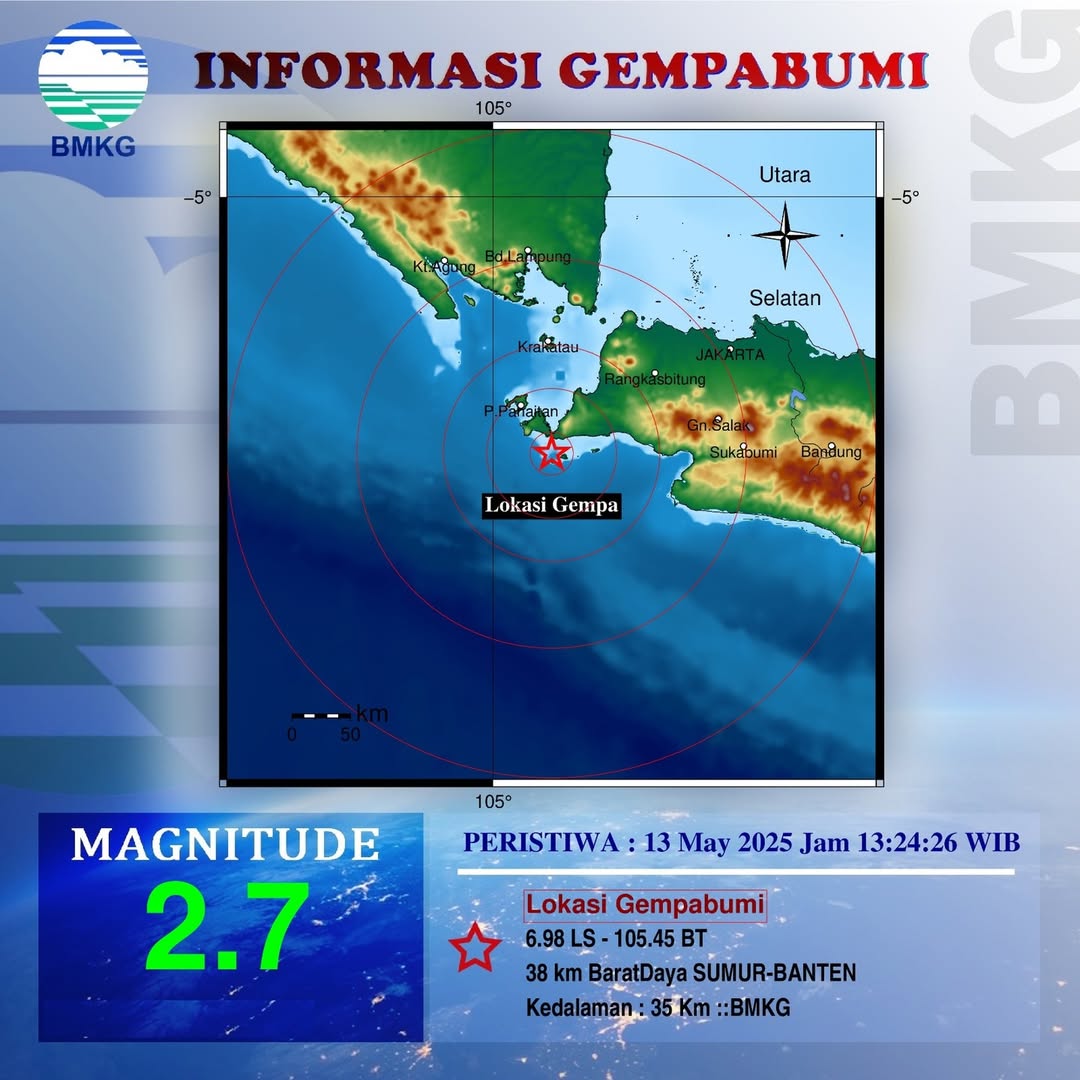 BMKG
INFORMASI GEMPABUMI
BMKG
105°
−5°
−5°
Utara
Selatan
Kt.Agung
Bd Lampung
Krakatau
JAKARTA
Rangkasbitung
P.Panaitan
Gn.Salak
Sukabumi
Bandung
Lokasi Gempa
km
0 50
105°
MAGNITUDE
2.7
PERISTIWA : 13 May 2025 Jam 13:24:26 WIB
Lokasi Gempabumi
6.98 LS - 105.45 BT
38 km BaratDaya SUMUR-BANTEN
Kedalaman : 35 Km ::BMKG